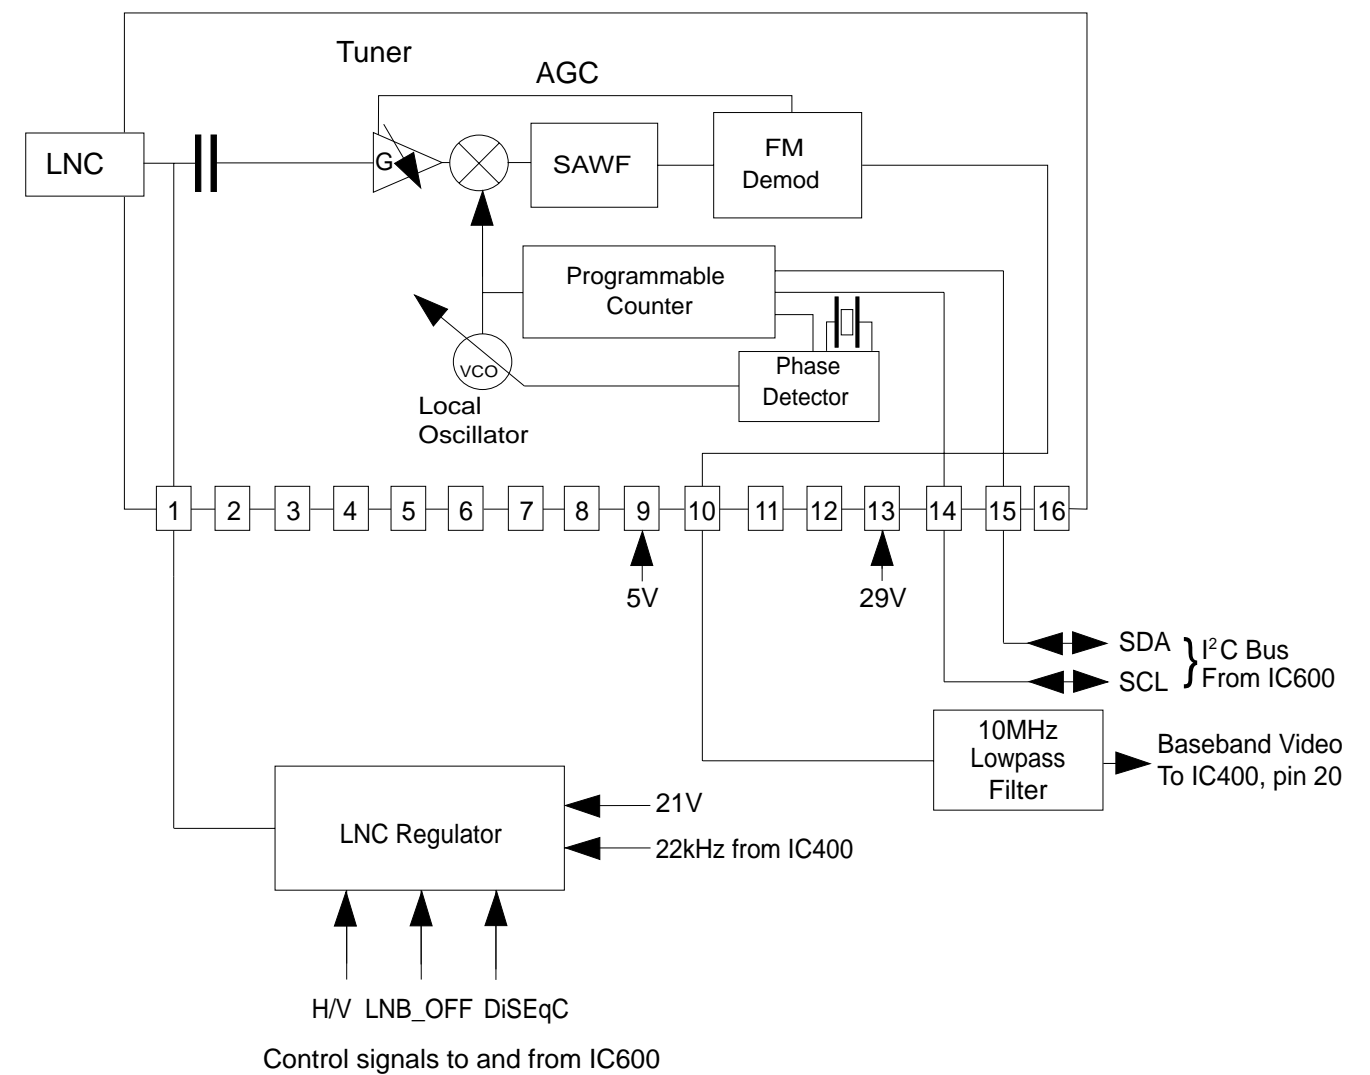 Tuner
AGC
LNC
G
SAWF
FM
Demod
Programmable
Counter
VCO
Phase
Detector
Local
Oscillator
1 2 3 4 5 6 7 8 9 10 11 12 13 14 15 16
5V
29V
SDA
SCL
} I²C Bus
From IC600
10MHz
Lowpass
Filter
Baseband Video
To IC400, pin 20
LNC Regulator
21V
22kHz from IC400
H/V LNB_OFF DiSEqC
Control signals to and from IC600